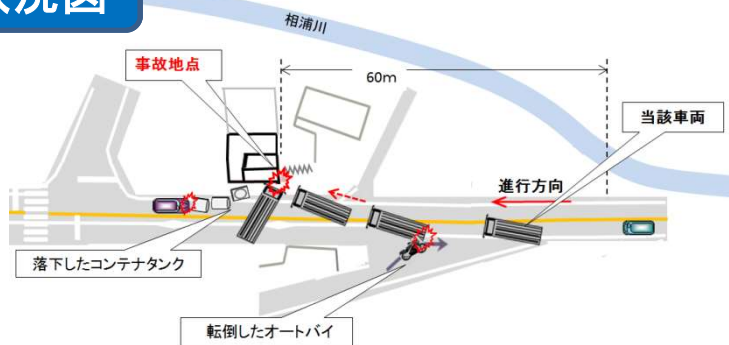 況図
相浦川
事故地点
60m
当該車両
進行方向
落下したコンテナタンク
転倒したオートバイ